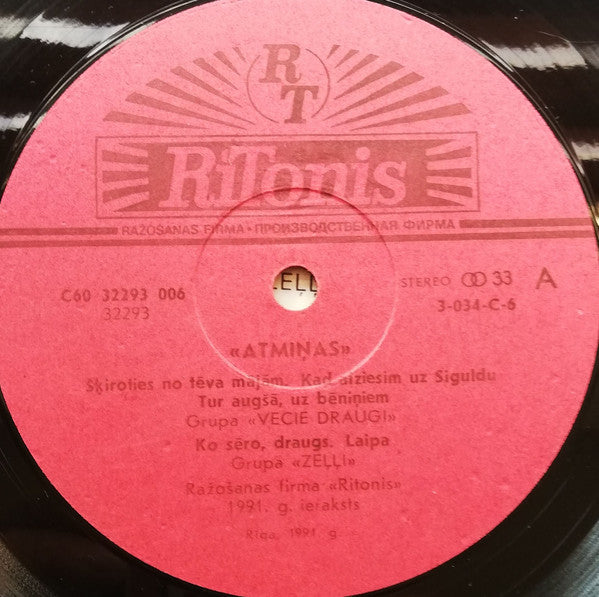 RT
RiTonis
RAŽOŠANAS FIRMA • ПРОИЗВОДСТВЕННАЯ ФИРМА
C60 32293 006
32293
ZEĻĻ
STEREO 33 A
3-034-C-6
«ATMIŅAS»
Šķiroties no tēva mājām. Kad aiziesim uz Siguldu
Tur augšā, uz bēniņiem
Grupa «VECIE DRAUGI»
Ko sēro, draugs. Laipa
Grupa «ZEĻĻI»
Ražošanas firma «Ritonis»
1991. g. ieraksts
Rīga, 1991. g.